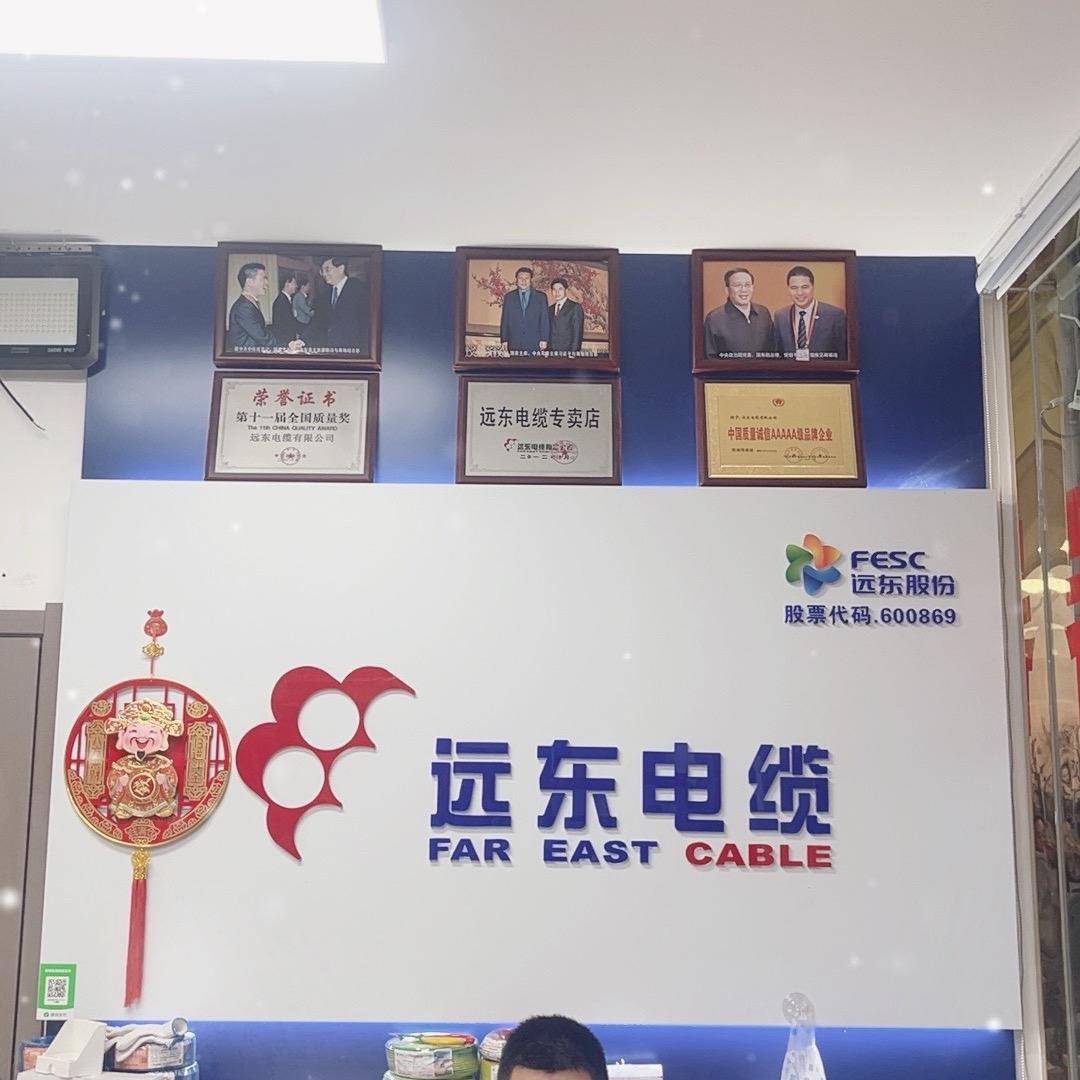 荣誉证书
第十一届全国质量奖
The 11th CHINA QUALITY AWARD
远东电缆有限公司
远东电缆专卖店
中国质量诚信AAAAA级品牌企业
FESC
远东股份
股票代码.600869
远东电缆
FAR EAST CABLE